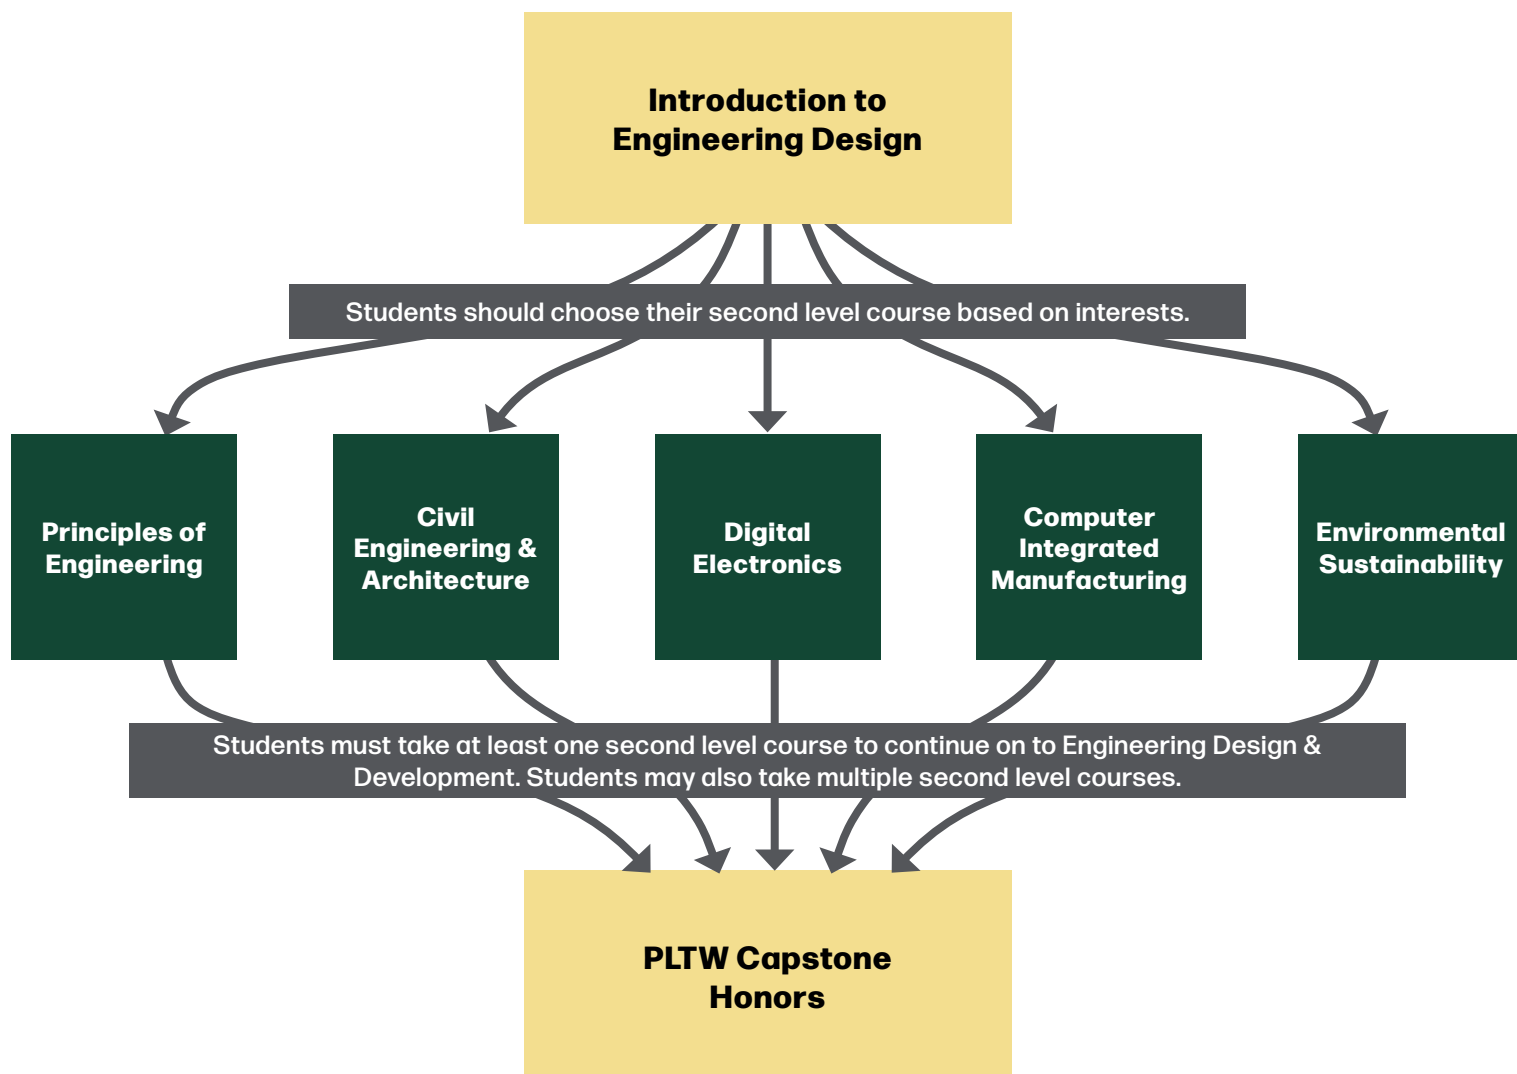 Introduction to
Engineering Design
Students should choose their second level course based on interests.
Principles of
Engineering
Civil
Engineering &
Architecture
Digital
Electronics
Computer
Integrated
Manufacturing
Environmental
Sustainability
Students must take at least one second level course to continue on to Engineering Design &
Development. Students may also take multiple second level courses.
PLTW Capstone
Honors